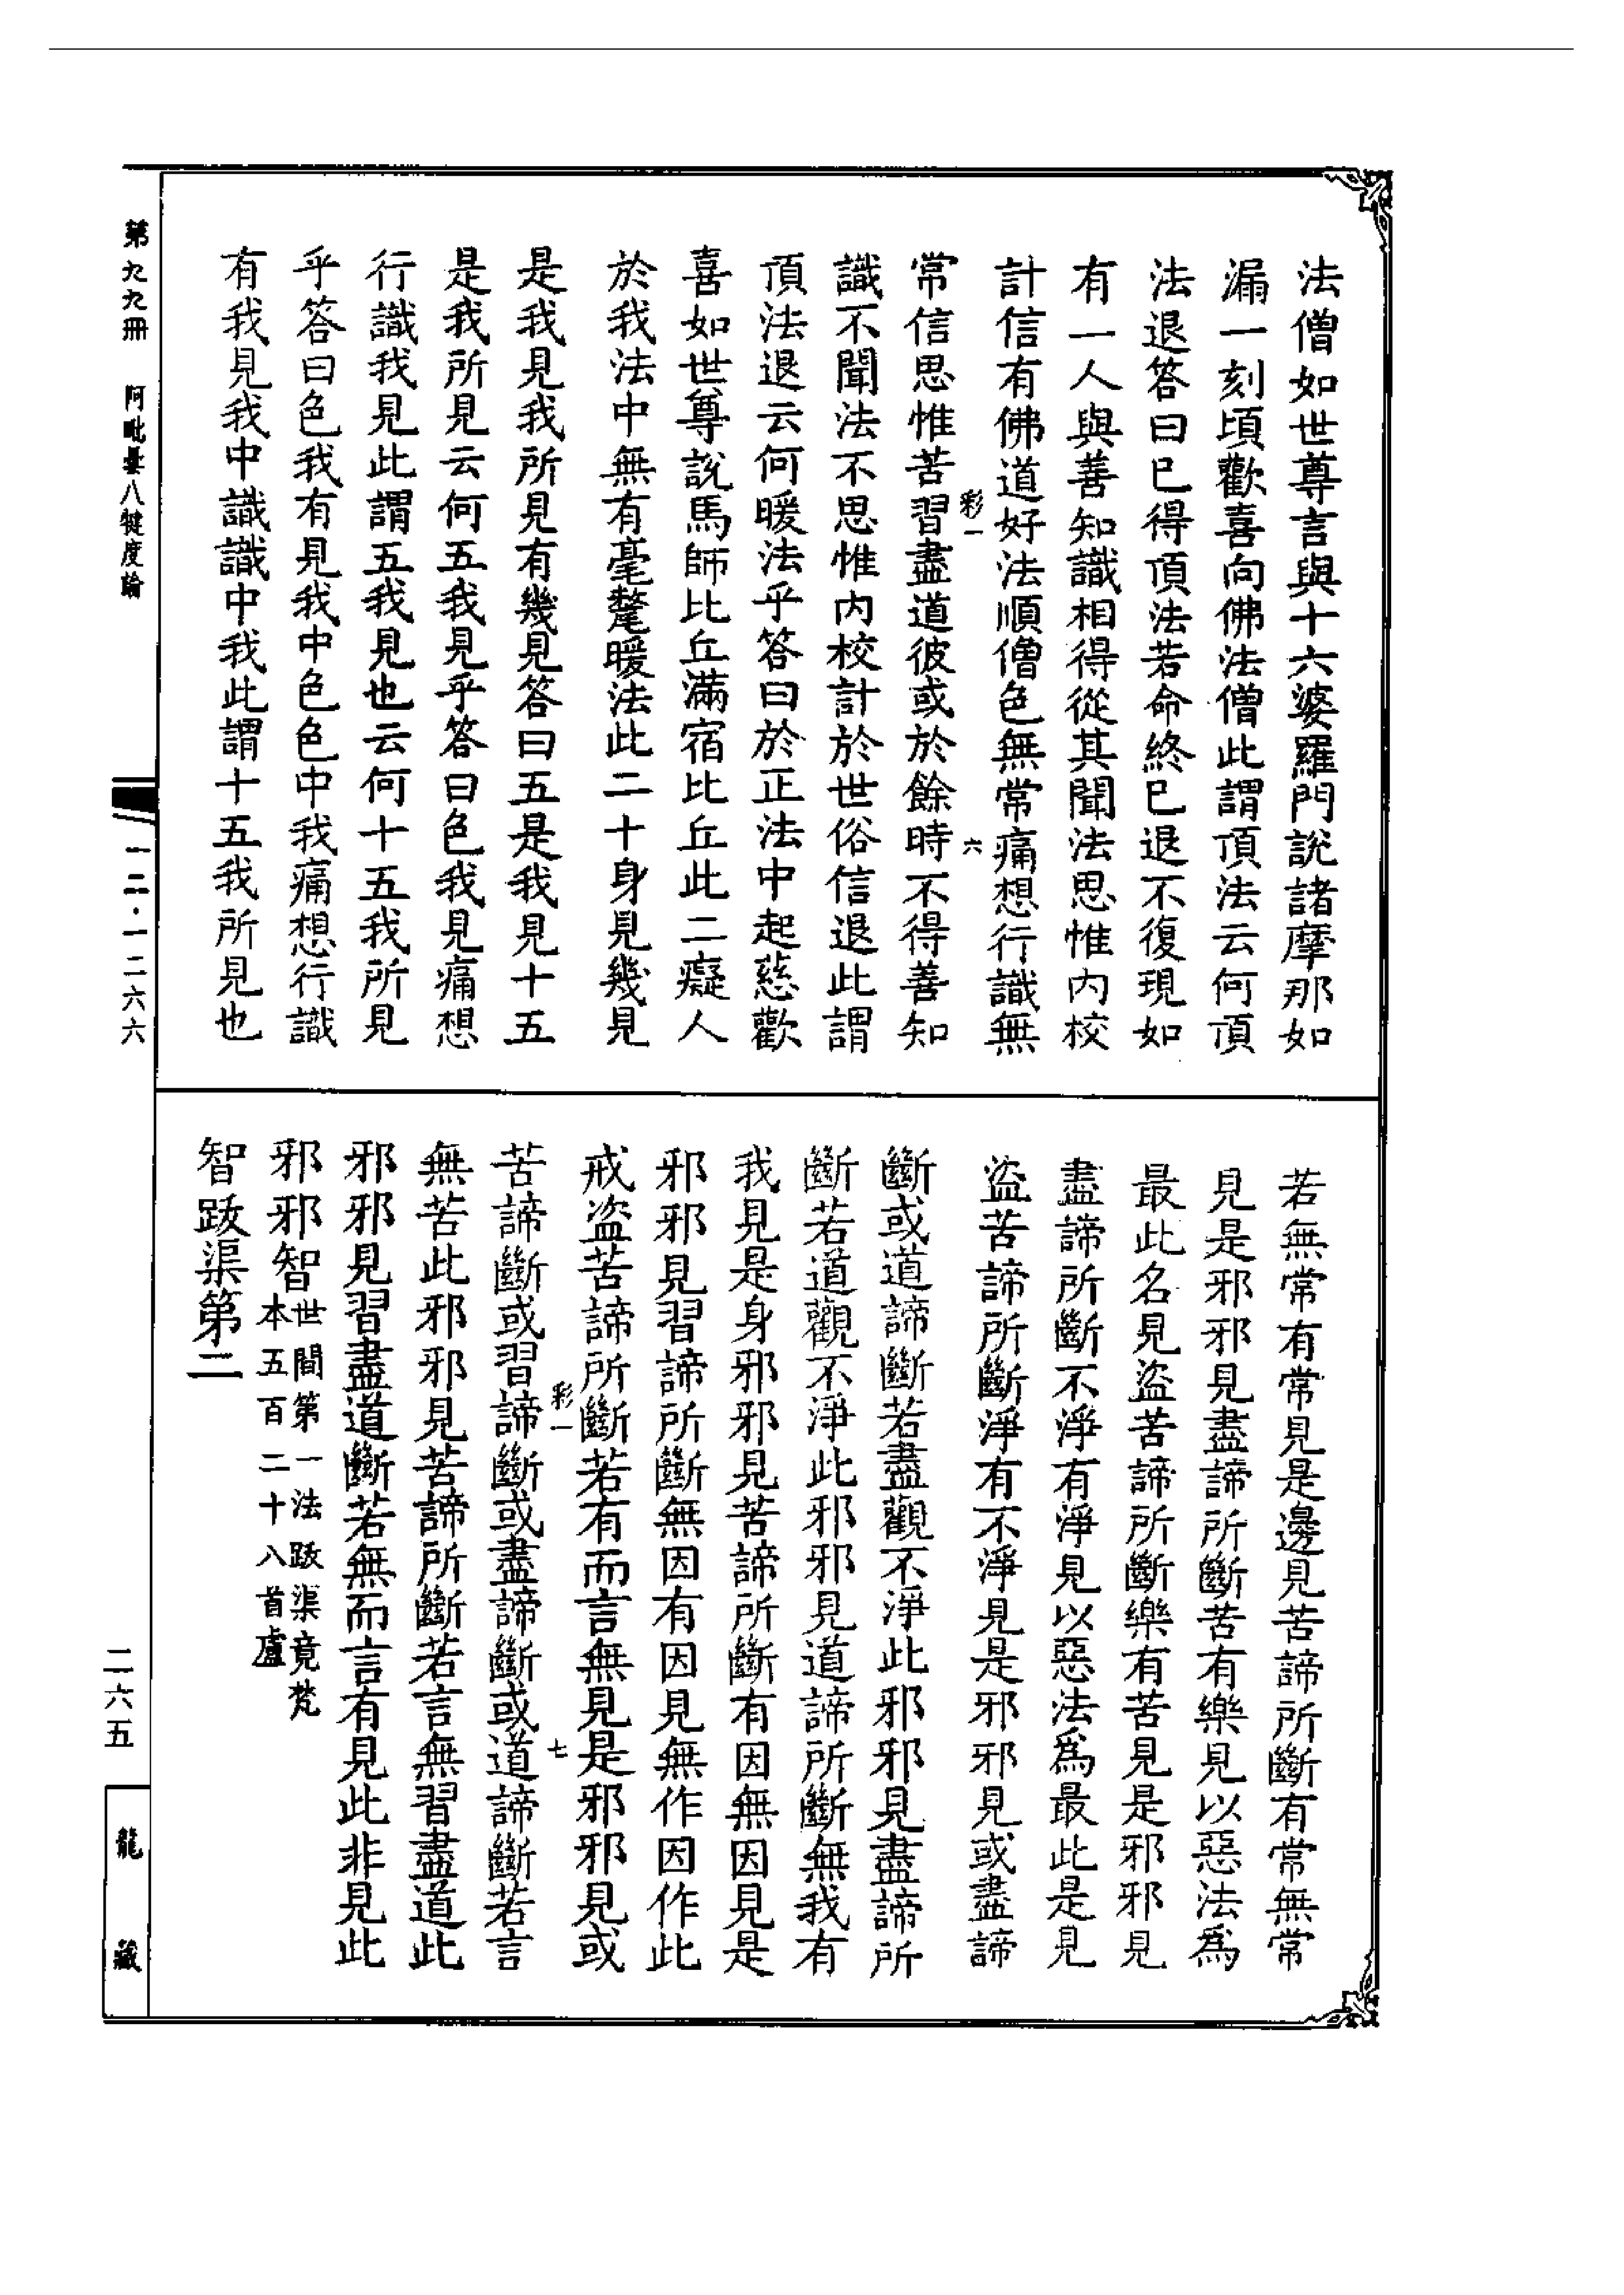 法僧如世尊言與十六婆羅門說諸摩那如
漏一刻頃歡喜向佛法僧此謂頂法云何頂
法退答曰已得頂法若命終已退不復現如
有一人與善知識相得從其聞法思惟內校
計信有佛道好法順僧色無常痛想行識無
彩一 六
常信思惟苦習盡道彼或於餘時不得善知
識不聞法不思惟內校計於世俗信退此謂
頂法退云何暖法乎答曰於正法中起慈歡
喜如世尊說馬師比丘滿宿比丘此二癡人
於我法中無有毫氂暖法此二十身見幾見
是我見我所見有幾見答曰五是我見十五
是我所見云何五我見乎答曰色我見痛想
行識我見此謂五我見也云何十五我所見
乎答曰色我有見我中色色中我痛想行識
有我見我中識識中我此謂十五我所見也
若無常有常見是邊見苦諦所斷有常無常
見是邪邪見盡諦所斷苦有樂見以惡法為
最此名見盜苦諦所斷樂有苦見是邪邪見
盡諦所斷不淨有淨見以惡法為最此是見
盜苦諦所斷淨有不淨見是邪邪見或盡諦
斷或道諦斷若盡觀不淨此邪邪見盡諦所
斷若道觀不淨此邪邪見道諦所斷無我有
我見是身邪邪見苦諦所斷有因無因見是
邪邪見習諦所斷無因有因見無作因作此
戒盜苦諦所斷若有而言無見是邪邪見或
彩一 七
苦諦斷或習諦斷或盡諦斷或道諦斷若言
無苦此邪邪見苦諦所斷若言無習盡道此
邪邪見習盡道斷若無而言有見此非見此
邪邪智世間第一法跋渠竟梵
本五百二十八首盧
智跋渠第二
第九九冊 阿毗曇八犍度論
一二·一二六六
二六五
龍藏